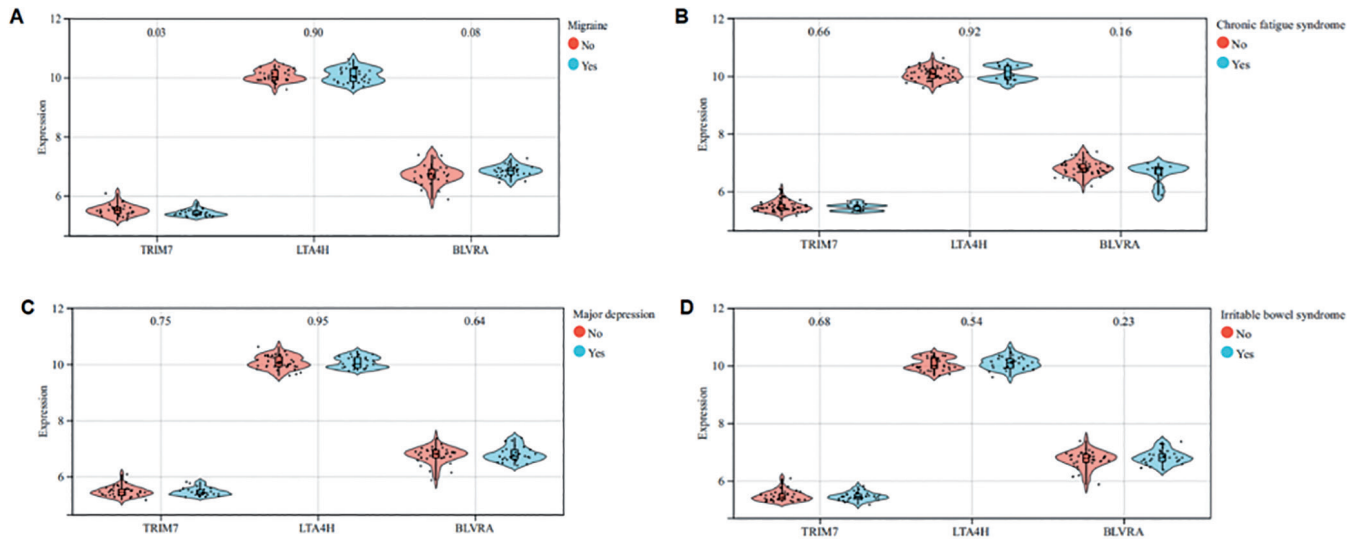 A
12
10
8
6
Expression
0.03
0.90
0.08
TRIM7
LTA4H
BLVRA
Migraine
No
Yes
B
12
10
8
6
Expression
0.66
0.92
0.16
TRIM7
LTA4H
BLVRA
Chronic fatigue syndrome
No
Yes
C
12
10
8
6
Expression
0.75
0.95
0.64
TRIM7
LTA4H
BLVRA
Major depression
No
Yes
D
12
10
8
6
Expression
0.68
0.54
0.23
TRIM7
LTA4H
BLVRA
Irritable bowel syndrome
No
Yes